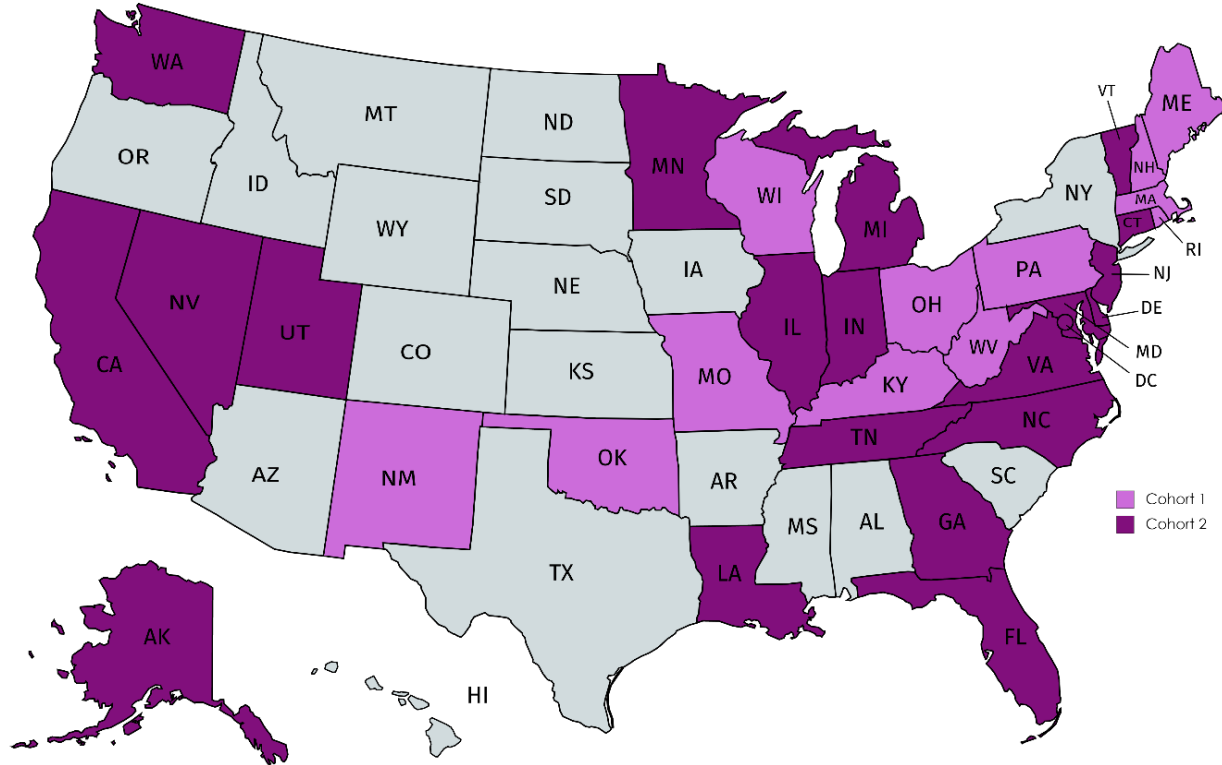 WA
MT
ND
MN
VT
ME
OR
ID
SD
WI
MI
NH
NY
MA
CT
RI
WY
IA
NE
PA
NJ
NV
UT
CO
KS
IL
IN
OH
DE
WV
MD
DC
CA
MO
KY
VA
TN
NC
AZ
NM
OK
AR
SC
MS
AL
GA
Cohort 1
Cohort 2
TX
LA
FL
AK
HI